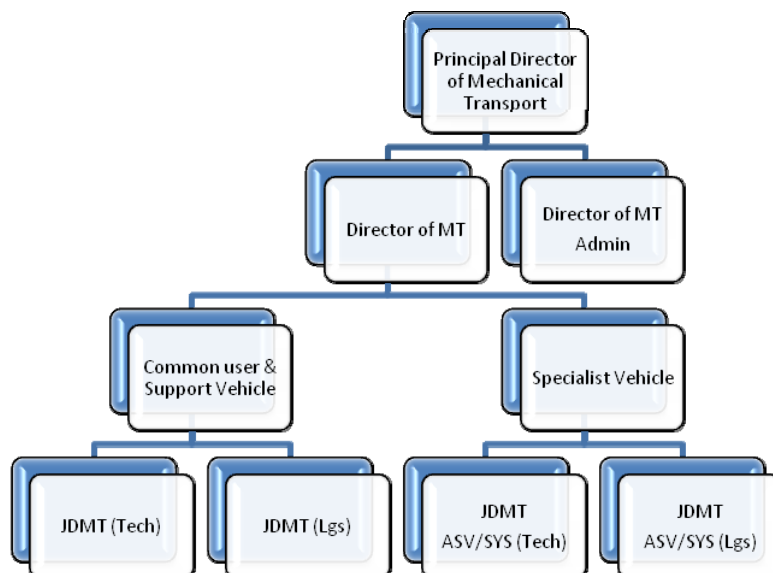 Principal Director
of Mechanical
Transport
Director of MT
Director of MT
Admin
Common user &
Support Vehicle
Specialist Vehicle
JDMT (Tech)
JDMT (Lgs)
JDMT
ASV/SYS (Tech)
JDMT
ASV/SYS (Lgs)